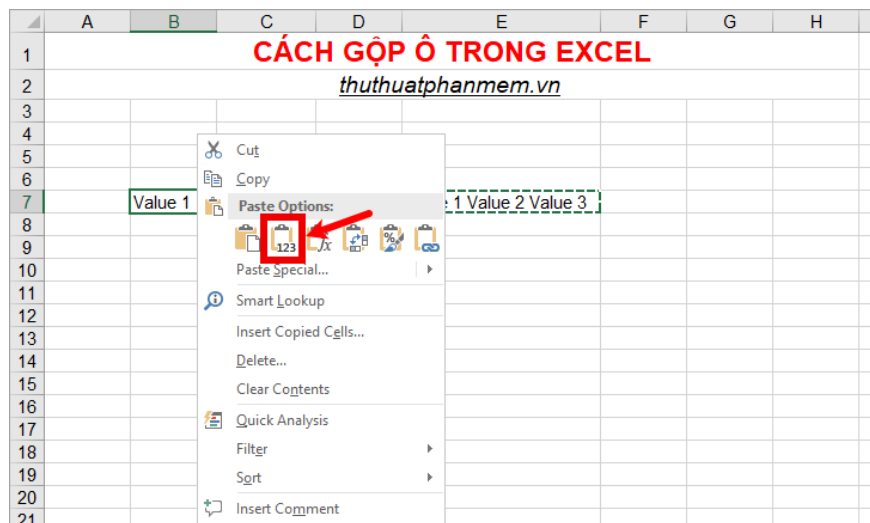 A B C D E F G H
1 CÁCH GỘP Ô TRONG EXCEL
2 thuthuatphanmem.vn
3
4
5
6
7 Value 1 1 Value 2 Value 3
8
9
10
11
12
13
14
15
16
17
18
19
20
21
Cut
Copy
Paste Options:
123 fx %
Paste Special...
Smart Lookup
Insert Copied Cells...
Delete...
Clear Contents
Quick Analysis
Filter
Sort
Insert Comment